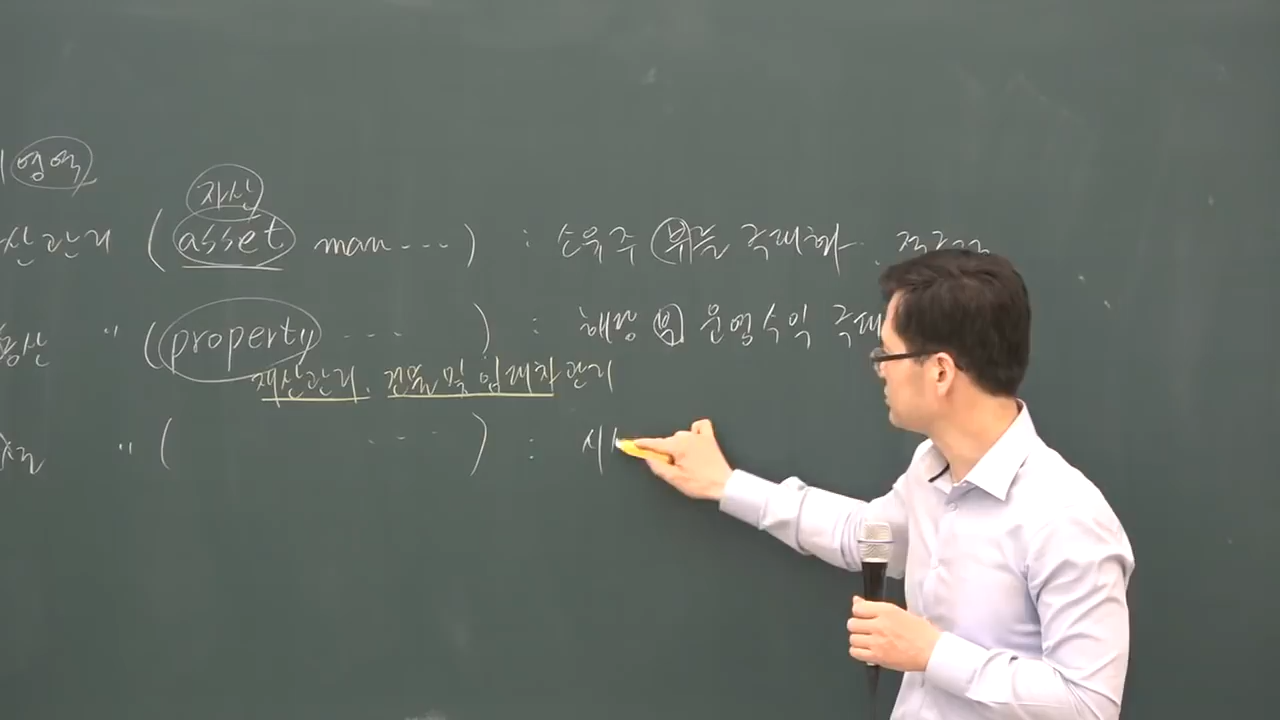 영역
자산
산관리 ( asset man ··· ) : 소유주 부를 극대화.
동산 〃 ( property ··· ) : 해당 부 운영수익 극대
재산관리, 건물 및 임대차관리
〃 ( ··· ) : 시